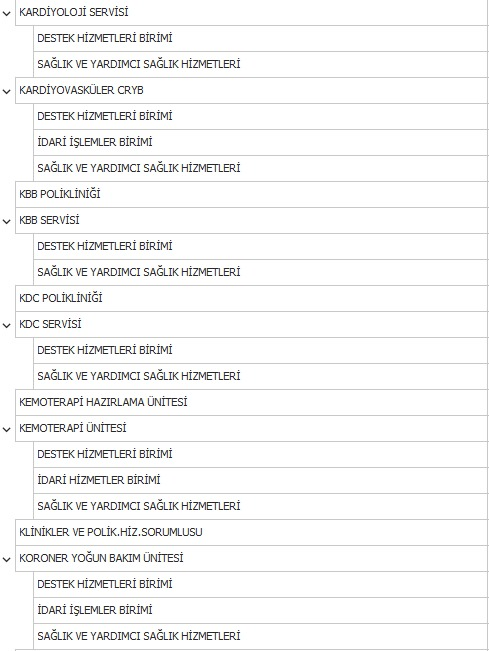 KARDİYOLOJİ SERVİSİ
DESTEK HİZMETLERİ BİRİMİ
SAĞLIK VE YARDIMCI SAĞLIK HİZMETLERİ
KARDİYOVASKÜLER CRYB
DESTEK HİZMETLERİ BİRİMİ
İDARİ İŞLEMLER BİRİMİ
SAĞLIK VE YARDIMCI SAĞLIK HİZMETLERİ
KBB POLİKLİNİĞİ
KBB SERVİSİ
DESTEK HİZMETLERİ BİRİMİ
SAĞLIK VE YARDIMCI SAĞLIK HİZMETLERİ
KDC POLİKLİNİĞİ
KDC SERVİSİ
DESTEK HİZMETLERİ BİRİMİ
SAĞLIK VE YARDIMCI SAĞLIK HİZMETLERİ
KEMOTERAPİ HAZIRLAMA ÜNİTESİ
KEMOTERAPİ ÜNİTESİ
DESTEK HİZMETLERİ BİRİMİ
İDARİ HİZMETLER BİRİMİ
SAĞLIK VE YARDIMCI SAĞLIK HİZMETLERİ
KLİNİKLER VE POLİK.HİZ.SORUMLUSU
KORONER YOĞUN BAKIM ÜNİTESİ
DESTEK HİZMETLERİ BİRİMİ
İDARİ İŞLEMLER BİRİMİ
SAĞLIK VE YARDIMCI SAĞLIK HİZMETLERİ